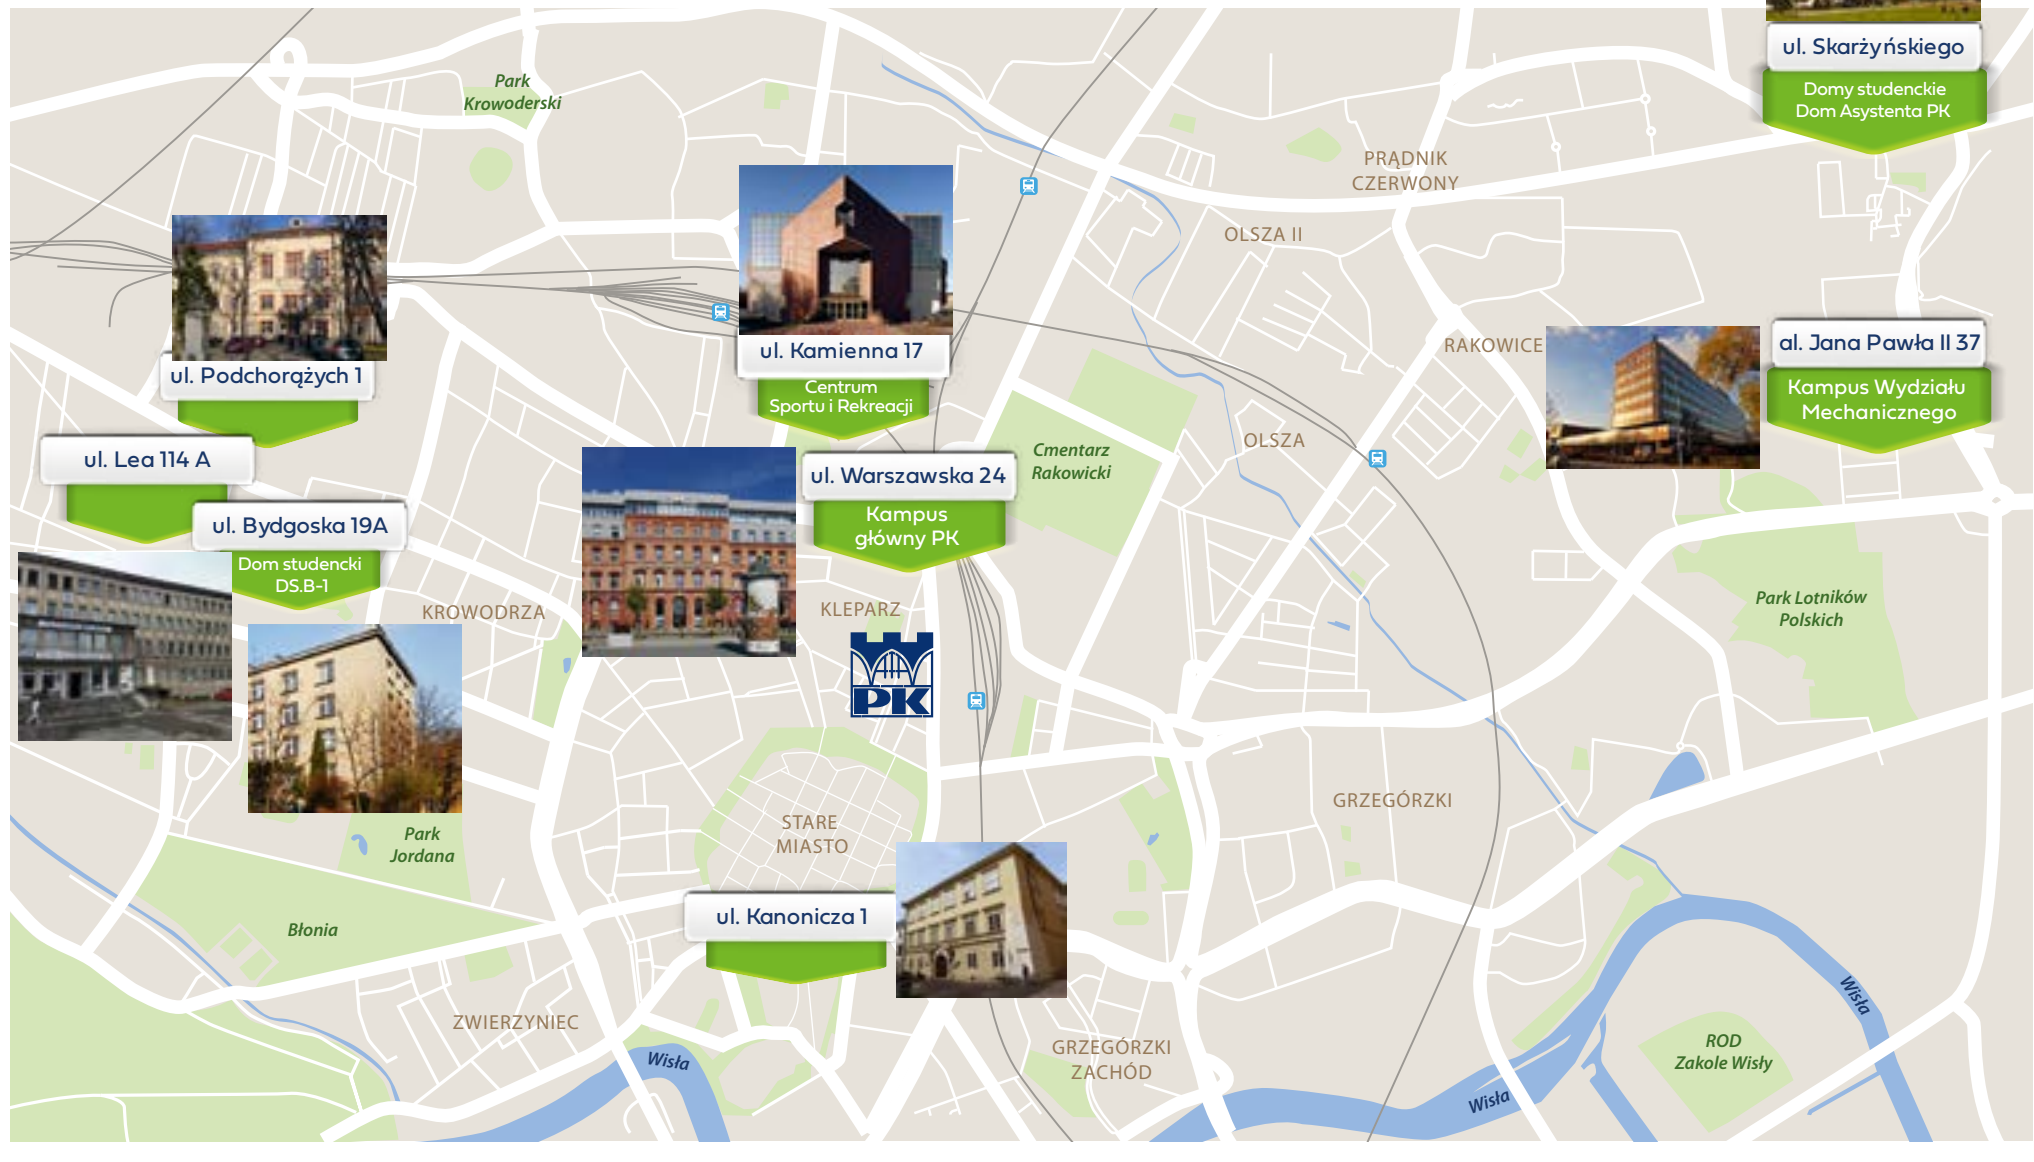 ul. Skarżyńskiego
Domy studenckie
Dom Asystenta PK
Park
Krowoderski
PRĄDNIK
CZERWONY
OLSZA II
RAKOWICE
al. Jana Pawła II 37
Kampus Wydziału
Mechanicznego
ul. Kamienna 17
Centrum
Sportu i Rekreacji
ul. Podchorążych 1
ul. Lea 114 A
ul. Bydgoska 19A
Dom studencki
DS.B-1
Cmentarz
Rakowicki
OLSZA
ul. Warszawska 24
Kampus
główny PK
KROWODRZA
KLEPARZ
PK
Park Lotników
Polskich
GRZEGÓRZKI
STARE
MIASTO
Park
Jordana
Błonia
ul. Kanonicza 1
ZWIERZYNIEC
Wisła
GRZEGÓRZKI
ZACHÓD
Wisła
Wisła
ROD
Zakole Wisły